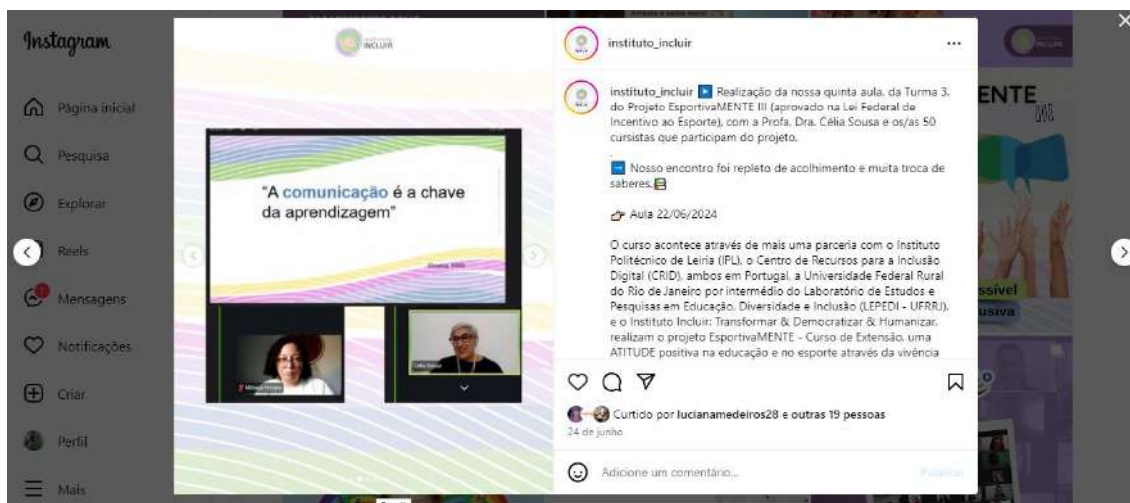 Instagram
Página inicial
Pesquisa
Explorar
Reels
1
Mensagens
Notificações
Criar
Perfil
Mais
INCLUIR
"A comunicação é a chave
da aprendizagem"
instituto_incluir
instituto_incluir Realização da nossa quinta aula, da Turma 3,
do Projeto EsportivaMENTE III (aprovado na Lei Federal de
Incentivo ao Esporte), com a Profa. Dra. Célia Sousa e os/as 50
cursistas que participam do projeto.
.
Nosso encontro foi repleto de acolhimento e muita troca de
saberes.
Aula 22/06/2024
O curso acontece através de mais uma parceria com o Instituto
Politécnico de Leiria (IPL), o Centro de Recursos para a Inclusão
Digital (CRID), ambos em Portugal, a Universidade Federal Rural
do Rio de Janeiro por intermédio do Laboratório de Estudos e
Pesquisas em Educação, Diversidade e Inclusão (LEPEDI - UFRRJ),
e o Instituto Incluir: Transformar & Democratizar & Humanizar,
realizam o projeto EsportivaMENTE - Curso de Extensão, uma
ATITUDE positiva na educação e no esporte através da vivência
Curtido por lucianamedeiros28 e outras 19 pessoas
24 de junho
Adicione um comentário...
Publicar
ENTE